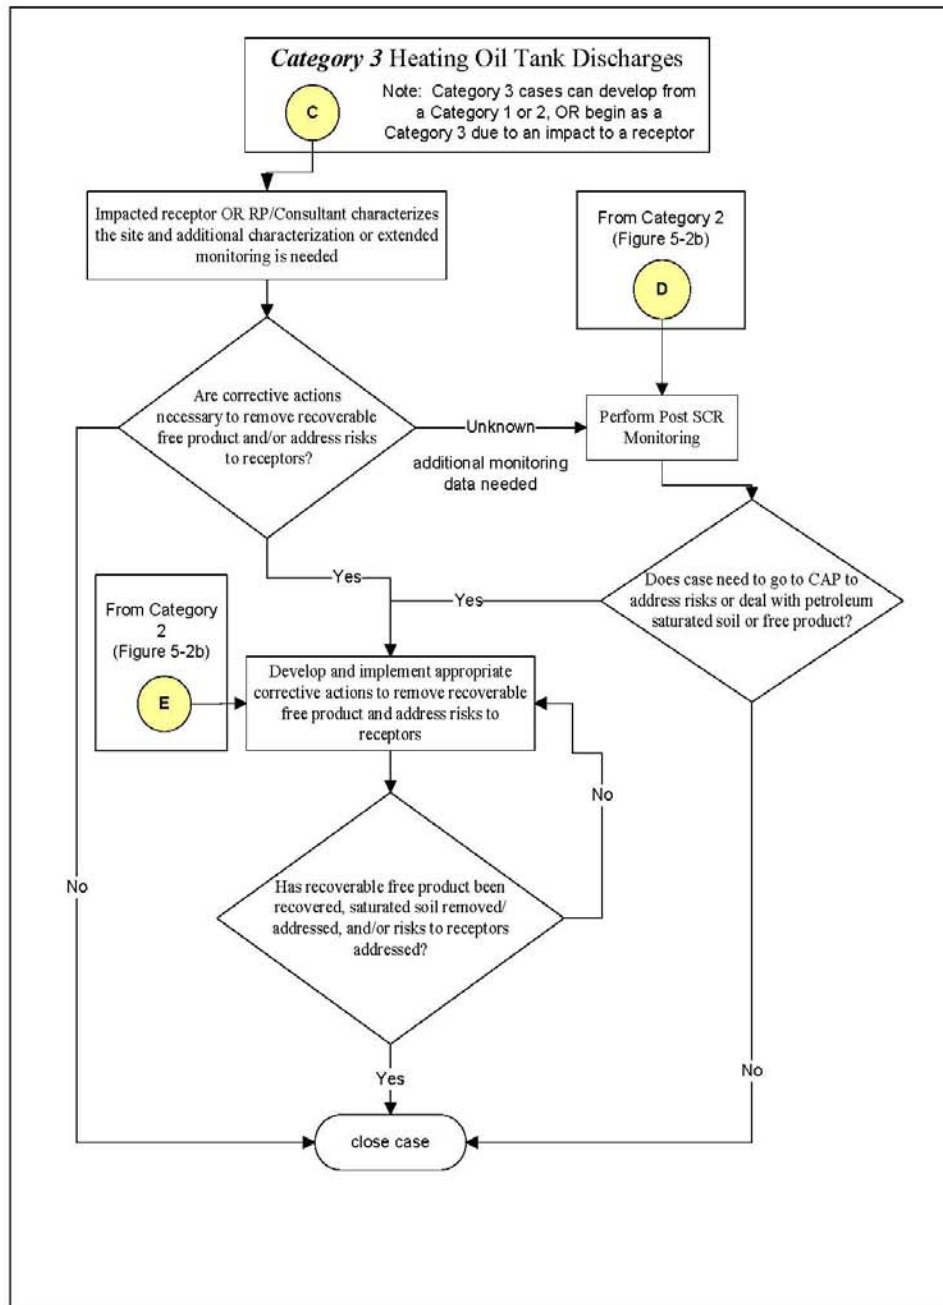 Category 3 Heating Oil Tank Discharges
C
Note: Category 3 cases can develop from
a Category 1 or 2, OR begin as a
Category 3 due to an impact to a receptor
Impacted receptor OR RP/Consultant characterizes
the site and additional characterization or extended
monitoring is needed
From Category 2
(Figure 5-2b)
D
Are corrective actions
necessary to remove recoverable
free product and/or address risks
to receptors?
Unknown
additional monitoring
data needed
Perform Post SCR
Monitoring
Yes
Does case need to go to CAP to
address risks or deal with petroleum
saturated soil or free product?
Yes
From Category
2
(Figure 5-2b)
E
Develop and implement appropriate
corrective actions to remove recoverable
free product and address risks to
receptors
No
Has recoverable free product been
recovered, saturated soil removed/
addressed, and/or risks to receptors
addressed?
No
Yes
No
close case